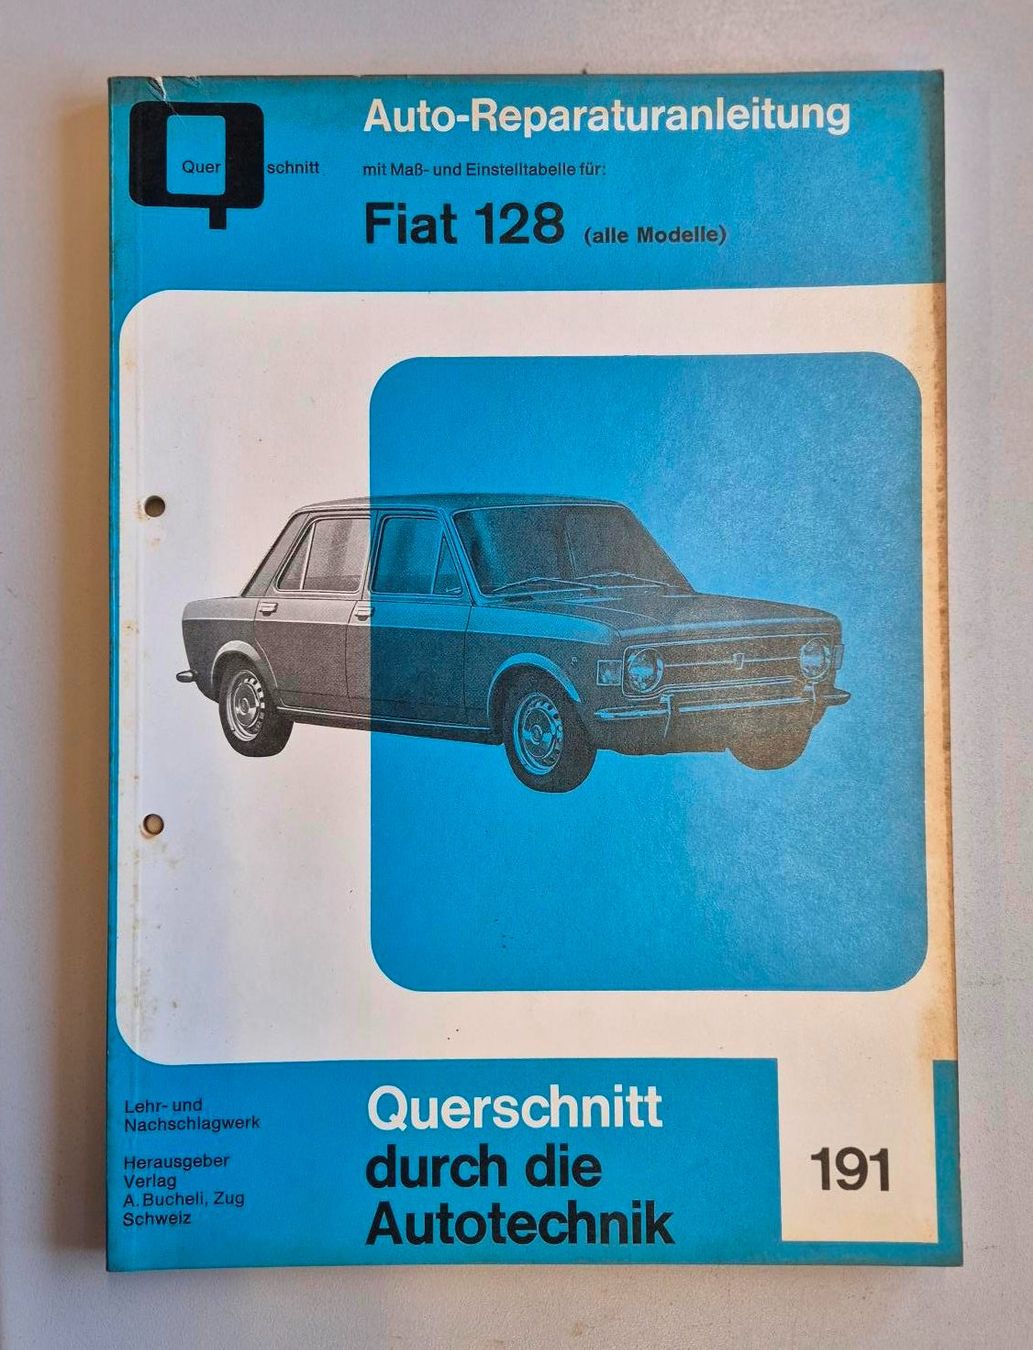 Quer schnitt
Auto-Reparaturanleitung
mit Maß- und Einstelltabelle für:
Fiat 128 (alle Modelle)
Lehr- und
Nachschlagwerk
Herausgeber
Verlag
A. Bucheli, Zug
Schweiz
Querschnitt
durch die
Autotechnik
191